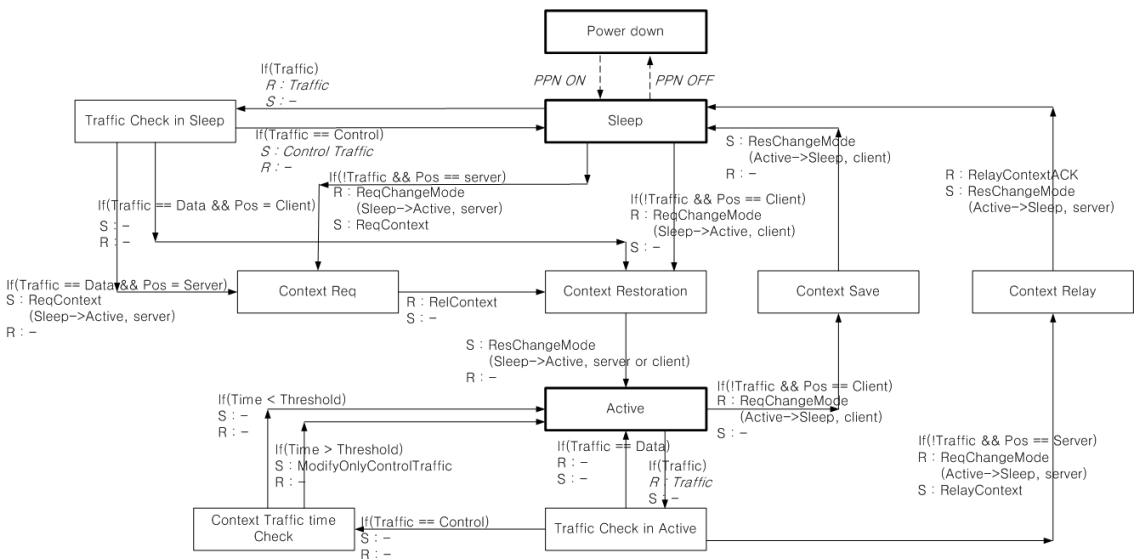 Power down
PPN ON
PPN OFF
If(Traffic)
R : Traffic
S : -
Traffic Check in Sleep
Sleep
If(Traffic == Control)
S : Control Traffic
R : -
S : ResChangeMode
(Active->Sleep, client)
R : -
If(!Traffic && Pos == server)
R : ReqChangeMode
(Sleep->Active, server)
S : ReqContext
R : RelayContextACK
S : ResChangeMode
(Active->Sleep, server)
If(Traffic == Data && Pos = Client)
S : -
R : -
If(!Traffic && Pos == Client)
R : ReqChangeMode
(Sleep->Active, client)
S : -
If(Traffic == Data && Pos = Server)
S : ReqContext
(Sleep->Active, server)
R : -
Context Req
R : RelContext
S : -
Context Restoration
Context Save
Context Relay
S : ResChangeMode
(Sleep->Active, server or client)
R : -
If(Time < Threshold)
S : -
R : -
Active
If(!Traffic && Pos == Client)
R : ReqChangeMode
(Active->Sleep, client)
S : -
If(Time > Threshold)
S : ModifyOnlyControlTraffic
R : -
If(Traffic == Data)
R : -
S : -
If(Traffic)
R : Traffic
S : -
If(!Traffic && Pos == Server)
R : ReqChangeMode
(Active->Sleep, server)
S : RelayContext
Context Traffic time
Check
If(Traffic == Control)
S : -
R : -
Traffic Check in Active